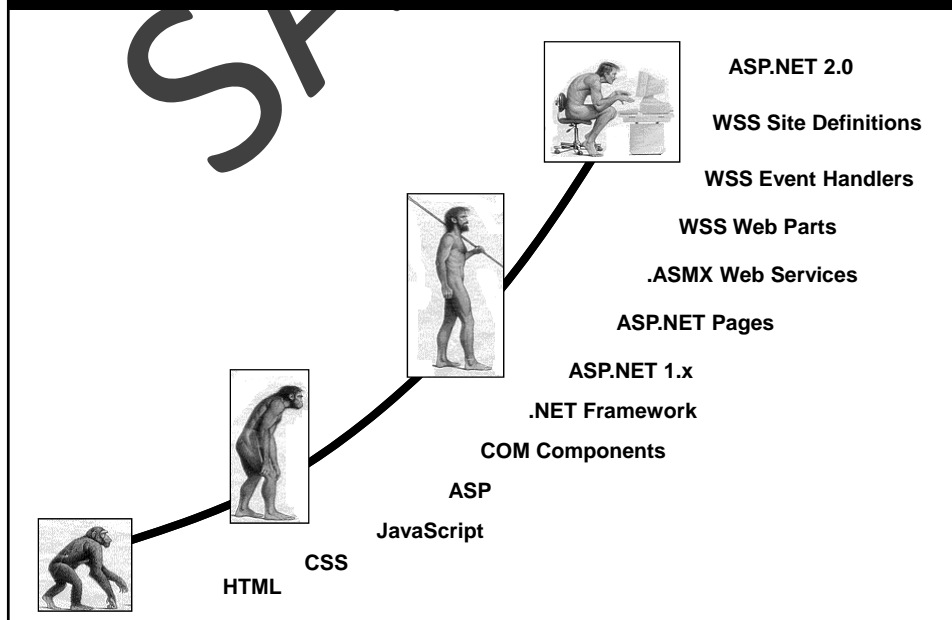 ASP.NET 2.0
WSS Site Definitions
WSS Event Handlers
WSS Web Parts
.ASMX Web Services
ASP.NET Pages
ASP.NET 1.x
.NET Framework
COM Components
ASP
JavaScript
CSS
HTML